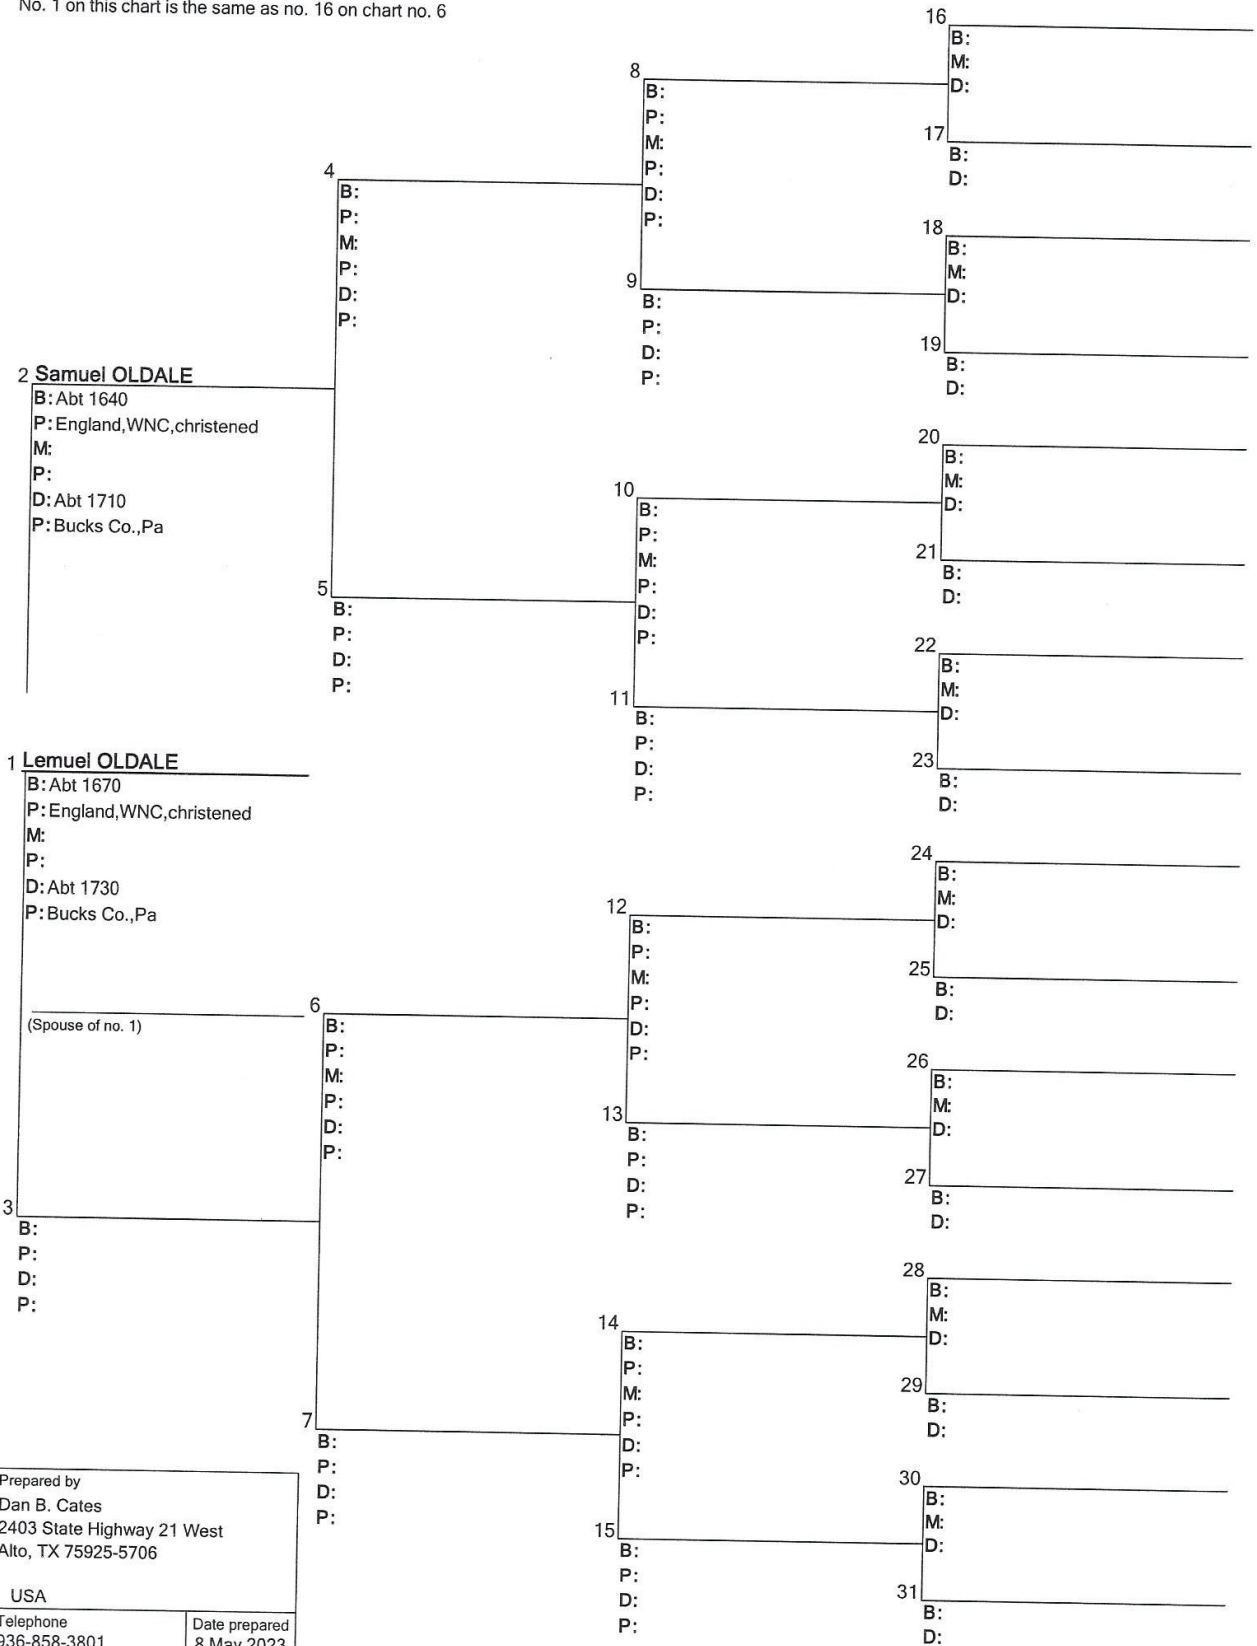 No. 1 on this chart is the same as no. 16 on chart no. 6
2 Samuel OLDALE
B: Abt 1640
P: England,WNC,christened
M:
P:
D: Abt 1710
P: Bucks Co.,Pa
1 Lemuel OLDALE
B: Abt 1670
P: England,WNC,christened
M:
P:
D: Abt 1730
P: Bucks Co.,Pa
(Spouse of no. 1)
3
B:
P:
D:
P:
4
B:
P:
M:
P:
D:
P:
5
B:
P:
D:
P:
6
B:
P:
M:
P:
D:
P:
7
B:
P:
D:
P:
8
B:
P:
M:
P:
D:
P:
9
B:
P:
D:
P:
10
B:
P:
M:
P:
D:
P:
11
B:
P:
D:
P:
12
B:
P:
M:
P:
D:
P:
13
B:
P:
D:
P:
14
B:
P:
M:
P:
D:
P:
15
B:
P:
D:
P:
16
B:
M:
D:
17
B:
D:
18
B:
M:
D:
19
B:
D:
20
B:
M:
D:
21
B:
D:
22
B:
M:
D:
23
B:
D:
24
B:
M:
D:
25
B:
D:
26
B:
M:
D:
27
B:
D:
28
B:
M:
D:
29
B:
D:
30
B:
M:
D:
31
B:
D:
Prepared by
Dan B. Cates
2403 State Highway 21 West
Alto, TX 75925-5706
USA
Telephone
936-858-3801
Date prepared
8 May 2023